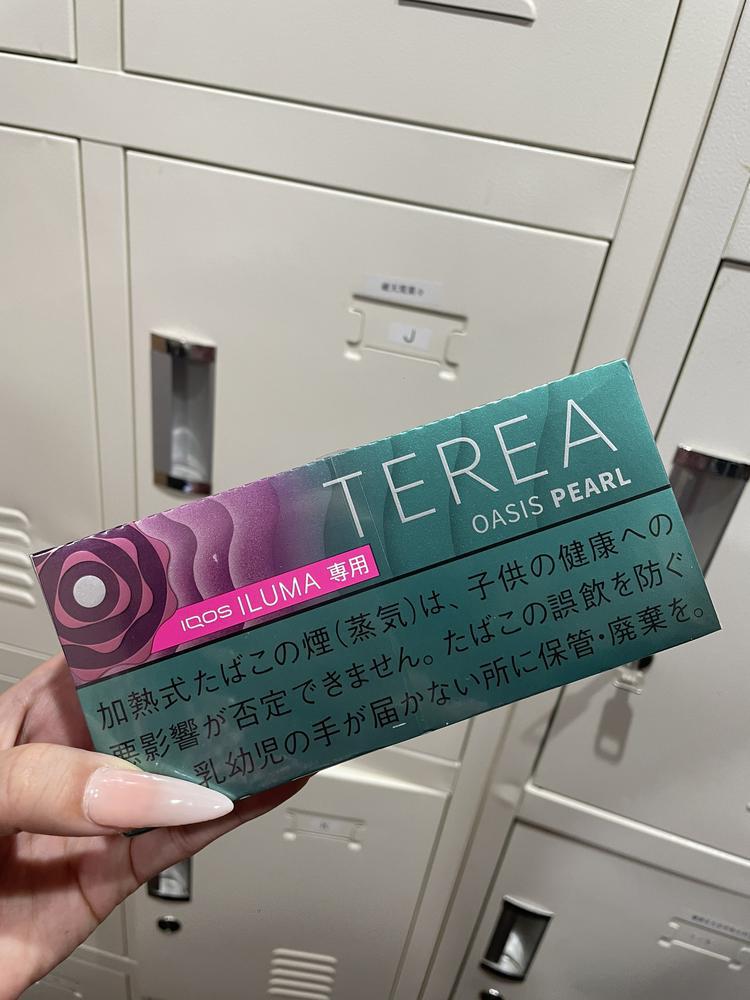 J
TEREA
OASIS PEARL
IQOS ILUMA 専用
加熱式たばこの煙(蒸気)は、子供の健康への
悪影響が否定できません。たばこの誤飲を防ぐ
乳幼児の手が届かない所に保管・廃棄を。